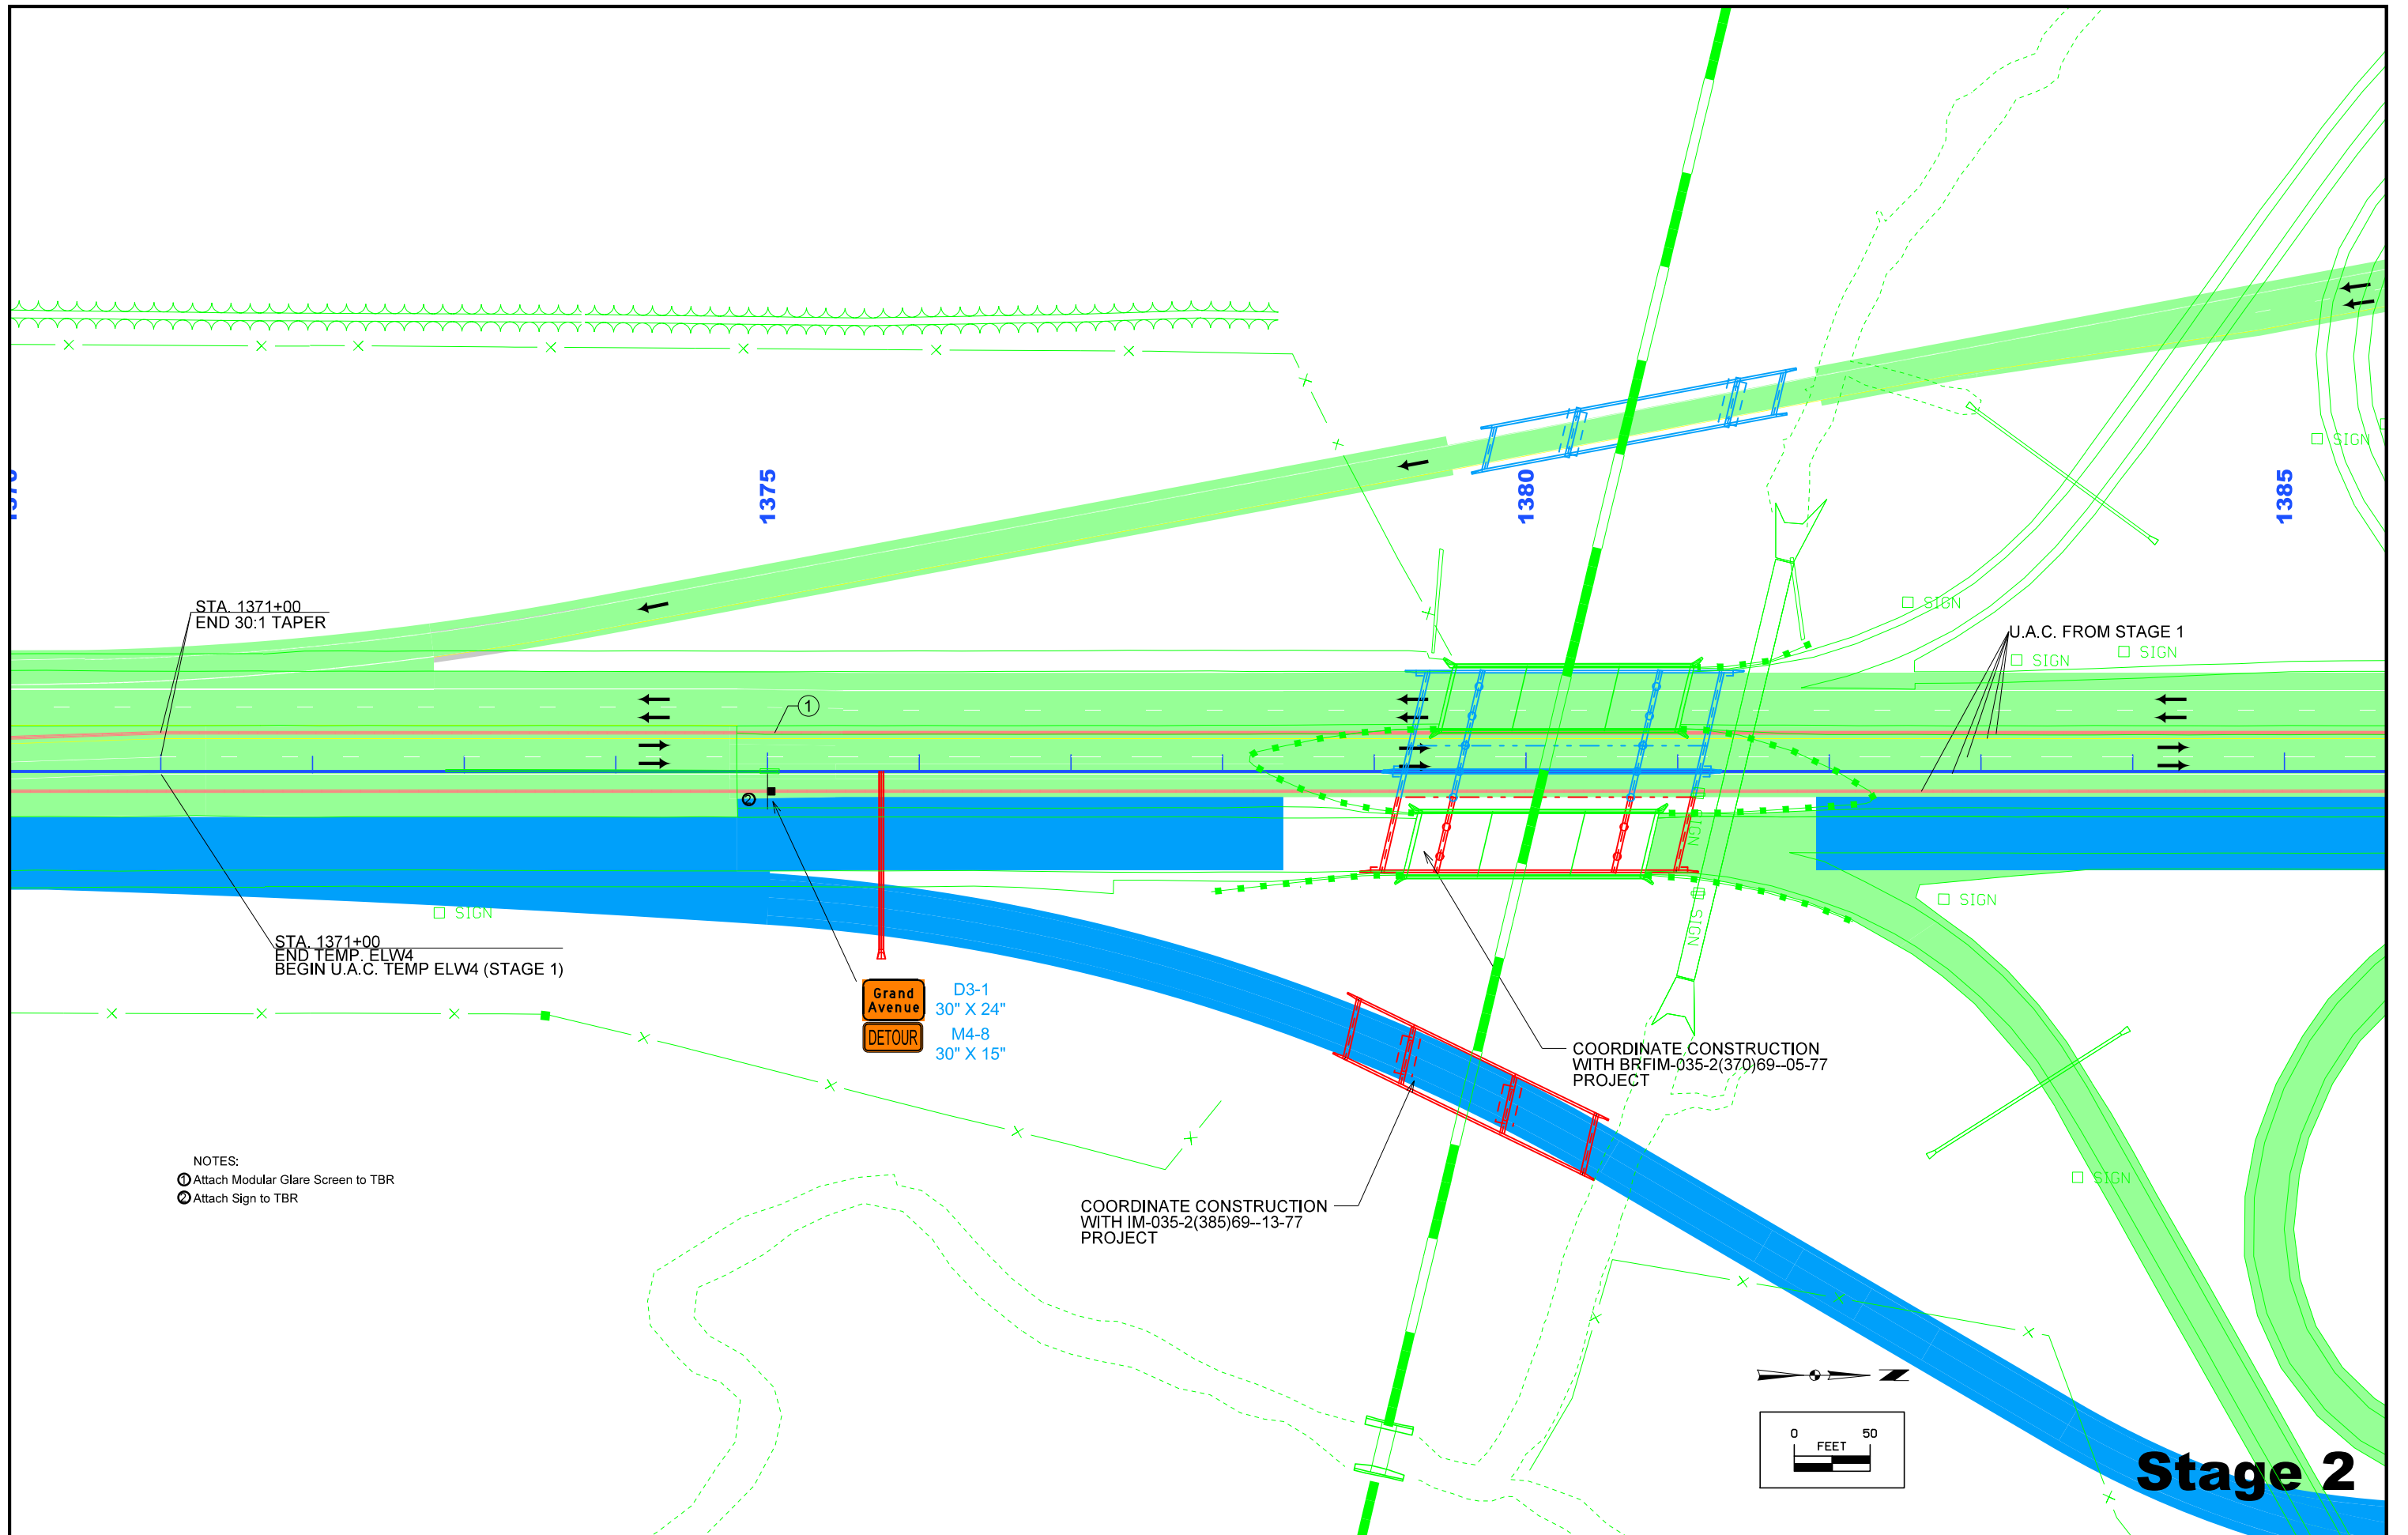 1375
1380
1385
STA. 1371+00
END 30:1 TAPER
1
U.A.C. FROM STAGE 1
SIGN
SIGN
SIGN
SIGN
2
SIGN
SIGN
SIGN
SIGN
SIGN
STA. 1371+00
END TEMP. ELW4
BEGIN U.A.C. TEMP ELW4 (STAGE 1)
Grand
Avenue
DETOUR
D3-1
30" X 24"
M4-8
30" X 15"
COORDINATE CONSTRUCTION
WITH BRFIM-035-2(370)69--05-77
PROJECT
COORDINATE CONSTRUCTION
WITH IM-035-2(385)69--13-77
PROJECT
NOTES:
1 Attach Modular Glare Screen to TBR
2 Attach Sign to TBR
Z
0 50
FEET
Stage 2